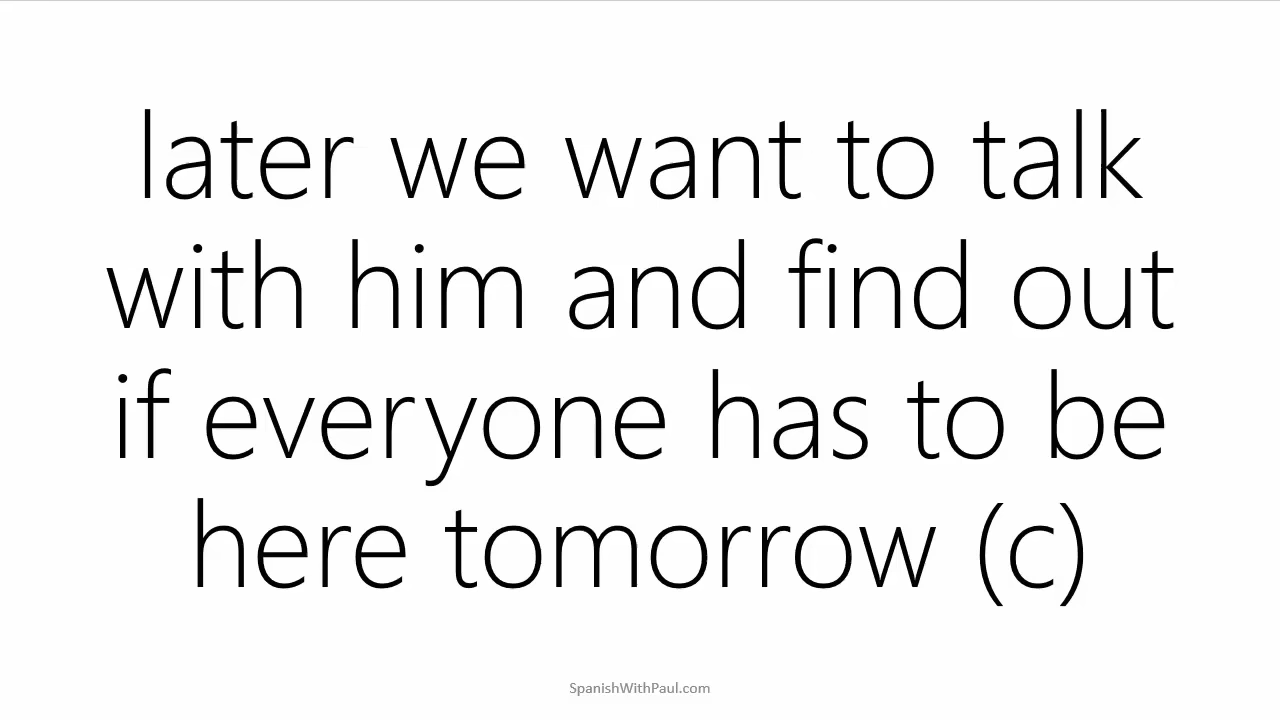 later we want to talk
with him and find out
if everyone has to be
here tomorrow (c)
SpanishWithPaul.com